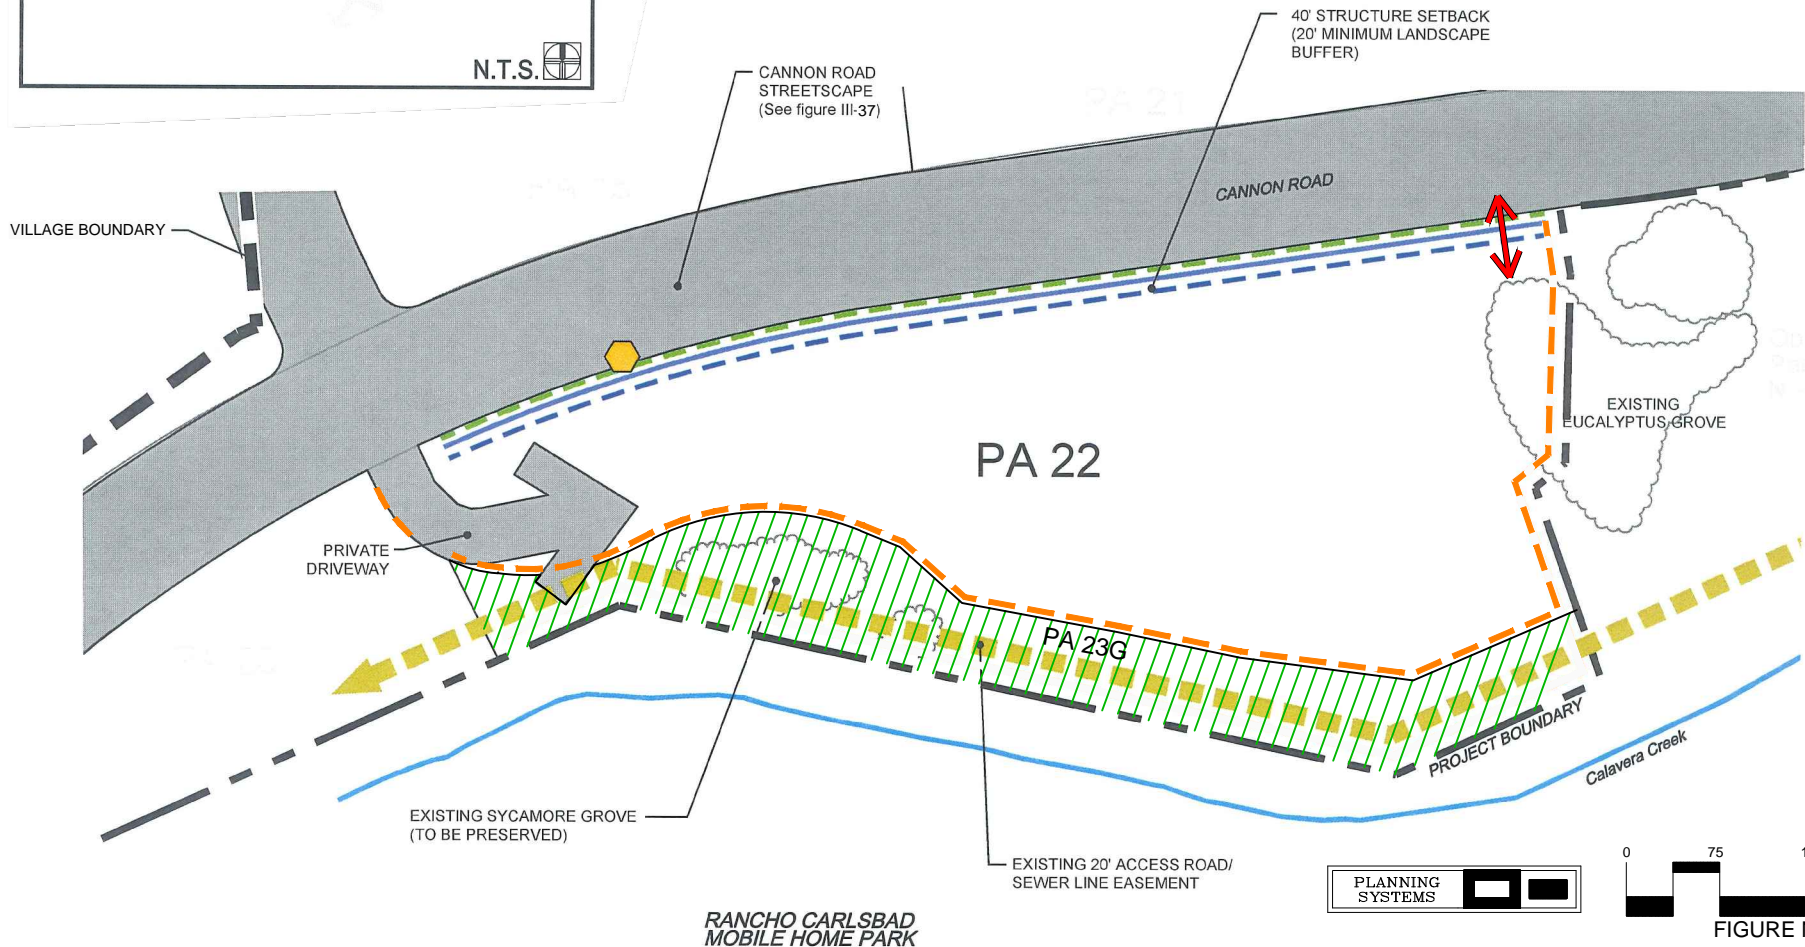 40' STRUCTURE SETBACK
(20' MINIMUM LANDSCAPE
BUFFER)
N.T.S.
CANNON ROAD
STREETSCAPE
(See figure III-37)
CANNON ROAD
VILLAGE BOUNDARY
EXISTING
EUCALYPTUS GROVE
PA 22
PRIVATE
DRIVEWAY
PA 23G
PROJECT BOUNDARY
Calavera Creek
EXISTING SYCAMORE GROVE
(TO BE PRESERVED)
EXISTING 20' ACCESS ROAD/
SEWER LINE EASEMENT
0 75 1
PLANNING
SYSTEMS
RANCHO CARLSBAD
MOBILE HOME PARK
FIGURE